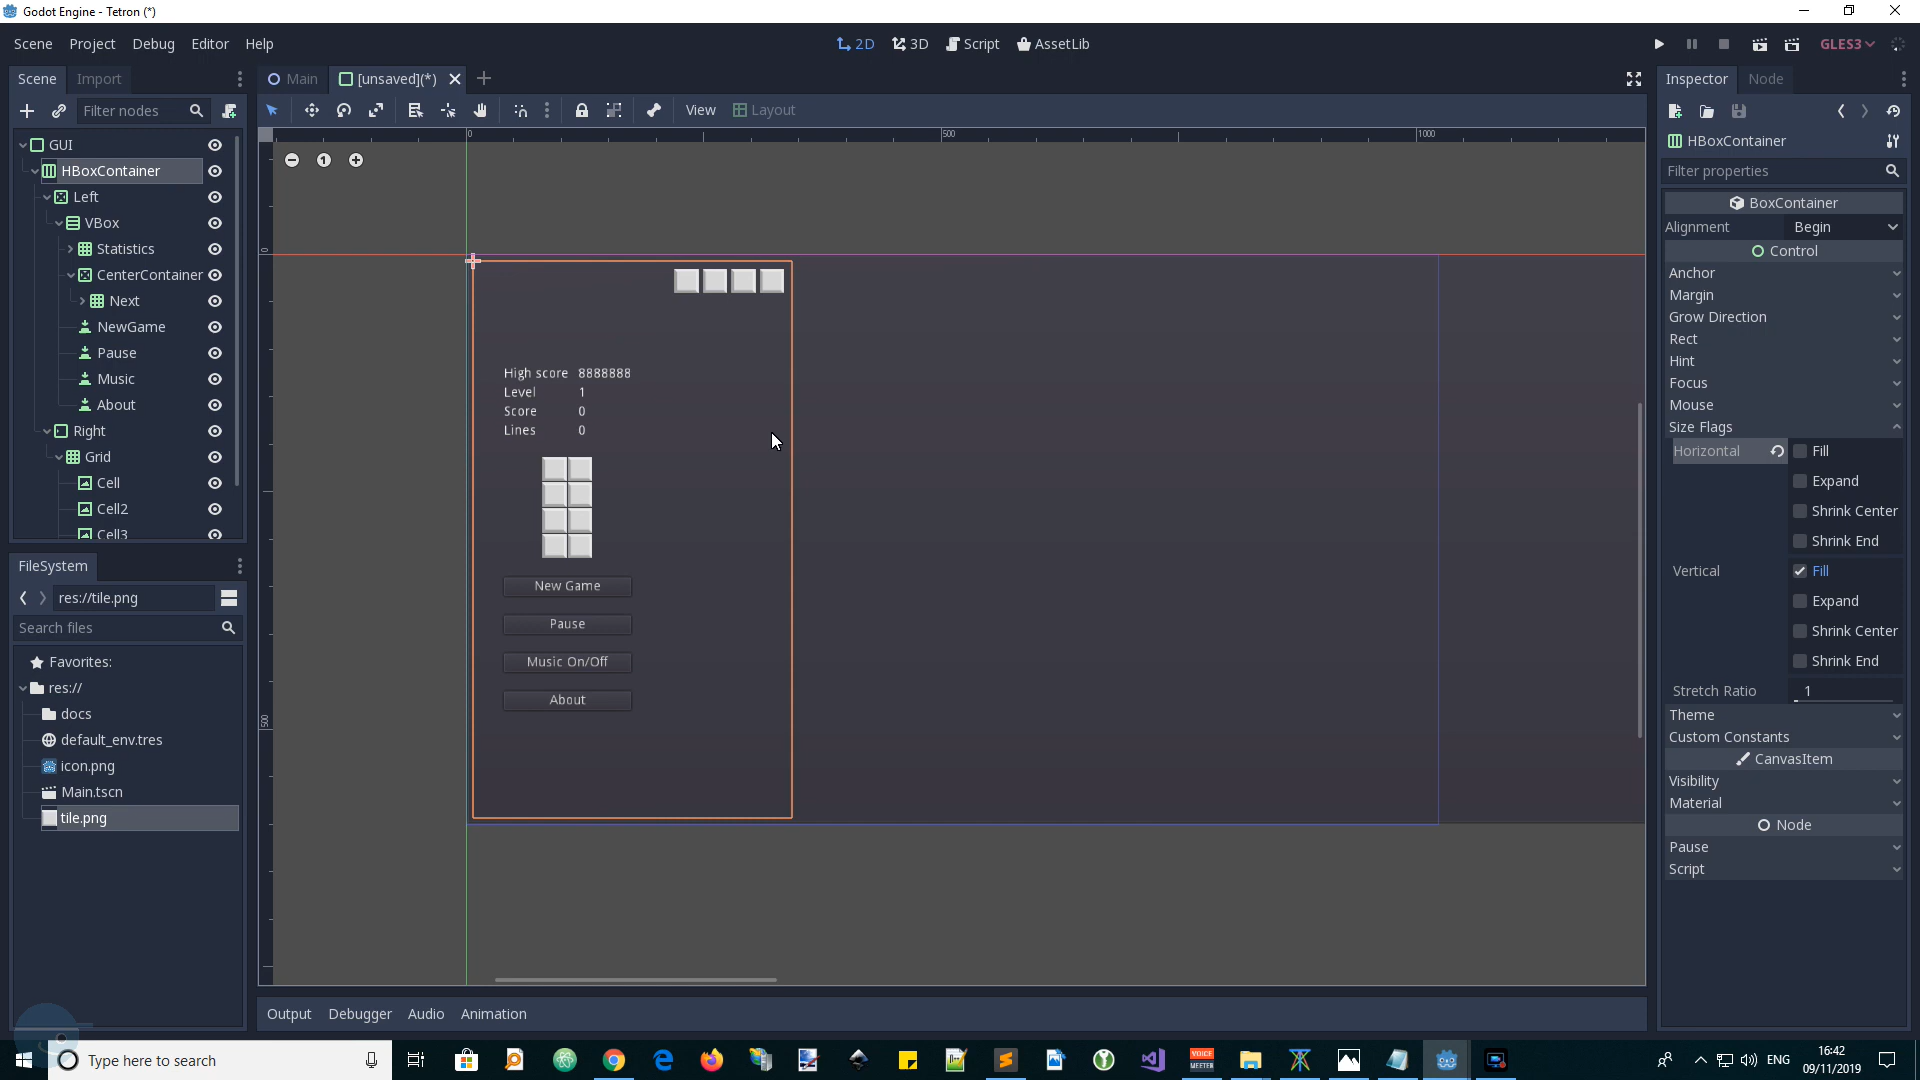 Godot Engine - Tetron (*)
Scene Project Debug Editor Help
2D 3D Script AssetLib
GLES3
Scene Import
Main [unsaved](*)
Inspector Node
Filter nodes
View Layout
0 500 1000
GUI
HBoxContainer
Left
VBox
Statistics
CenterContainer
Next
NewGame
Pause
Music
About
Right
Grid
Cell
Cell2
Cell3
FileSystem
res://tile.png
Search files
Favorites:
res://
docs
default_env.tres
icon.png
Main.tscn
tile.png
1
0
500
High score 8888888
Level 1
Score 0
Lines 0
New Game
Pause
Music On/Off
About
Output Debugger Audio Animation
HBoxContainer
Filter properties
BoxContainer
Alignment Begin
Control
Anchor
Margin
Grow Direction
Rect
Hint
Focus
Mouse
Size Flags
Horizontal Fill
Expand
Shrink Center
Shrink End
Vertical Fill
Expand
Shrink Center
Shrink End
Stretch Ratio 1
Theme
Custom Constants
CanvasItem
Visibility
Material
Node
Pause
Script
Type here to search
VOICE
MEETER
ENG
16:42
09/11/2019